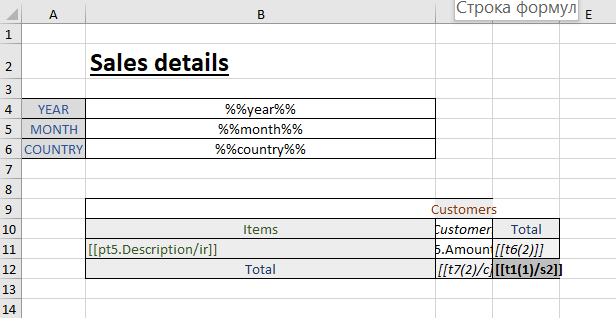 Строка формул
A B E
1
2 Sales details
3
4 YEAR %%year%%
5 MONTH %%month%%
6 COUNTRY %%country%%
7
8
9 Customers
10 Items Customer Total
11 [[pt5.Description/ir]] 5.Amount [[t6(2)]]
12 Total [[t7(2)/c] [[t1(1)/s2]]
13
14